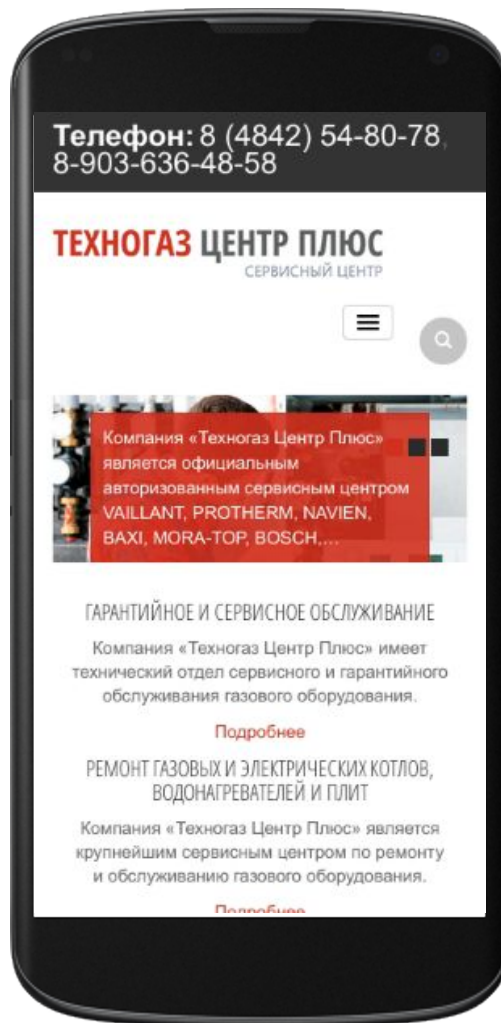 Телефон: 8 (4842) 54-80-78,
8-903-636-48-58
ТЕХНОГАЗ ЦЕНТР ПЛЮС
СЕРВИСНЫЙ ЦЕНТР
Компания «Техногаз Центр Плюс»
является официальным
авторизованным сервисным центром
VAILLANT, PROTHERM, NAVIEN,
BAXI, MORA-TOP, BOSCH,...
ГАРАНТИЙНОЕ И СЕРВИСНОЕ ОБСЛУЖИВАНИЕ
Компания «Техногаз Центр Плюс» имеет
технический отдел сервисного и гарантийного
обслуживания газового оборудования.
Подробнее
РЕМОНТ ГАЗОВЫХ И ЭЛЕКТРИЧЕСКИХ КОТЛОВ,
ВОДОНАГРЕВАТЕЛЕЙ И ПЛИТ
Компания «Техногаз Центр Плюс» является
крупнейшим сервисным центром по ремонту
и обслуживанию газового оборудования.
Подробнее